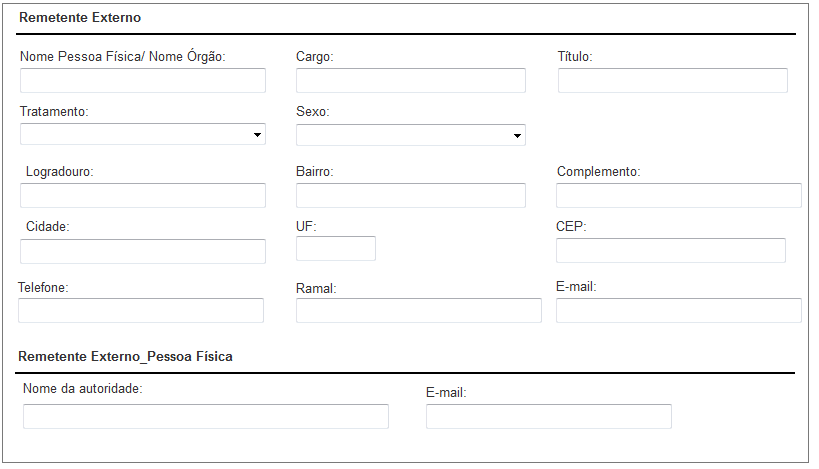 Remetente Externo
Nome Pessoa Física/ Nome Órgão: Cargo: Título:
Tratamento: Sexo:
Logradouro: Bairro: Complemento:
Cidade: UF: CEP:
Telefone: Ramal: E-mail:
Remetente Externo_Pessoa Física
Nome da autoridade: E-mail: